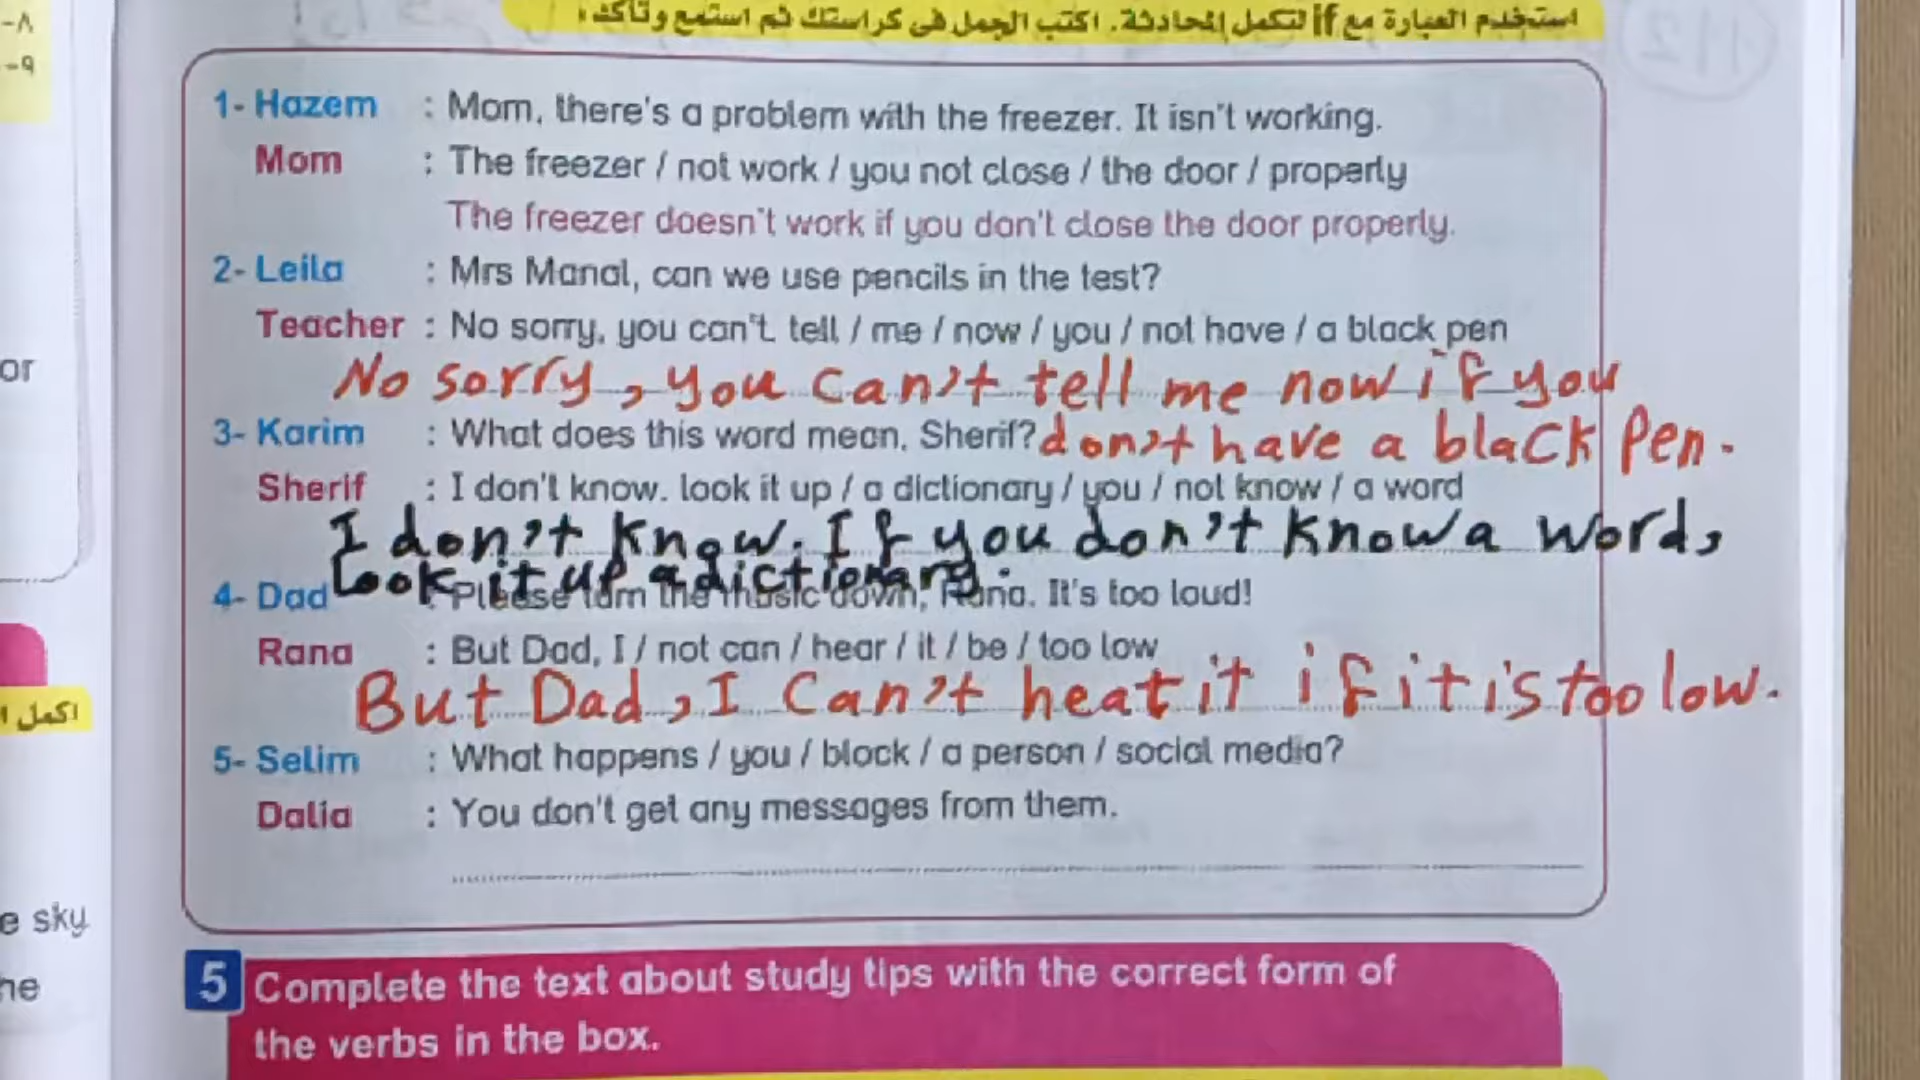 -٨
-٩
استخدم العبارة مع if لتكمل المحادثة. اكتب الجمل في كراستك ثم استمع وتأكد:
1- Hazem : Mom, there's a problem with the freezer. It isn't working.
Mom : The freezer / not work / you not close / the door / properly
The freezer doesn't work if you don't close the door properly.
2- Leila : Mrs Manal, can we use pencils in the test?
Teacher : No sorry, you can't. tell / me / now / you / not have / a black pen
No sorry, you can't tell me now if you
don't have a black pen.
3- Karim : What does this word mean, Sherif?
Sherif : I don't know. look it up / a dictionary / you / not know / a word
I don't know. If you don't know a word,
Look it up a dictionary.
4- Dad : Please turn the music down, Rana. It's too loud!
Rana : But Dad, I / not can / hear / it / be / too low
But Dad, I can't heat it if it is too low.
5- Selim : What happens / you / block / a person / social media?
Dalia : You don't get any messages from them.
5 Complete the text about study tips with the correct form of
the verbs in the box.
or
اكمل
e sky
he